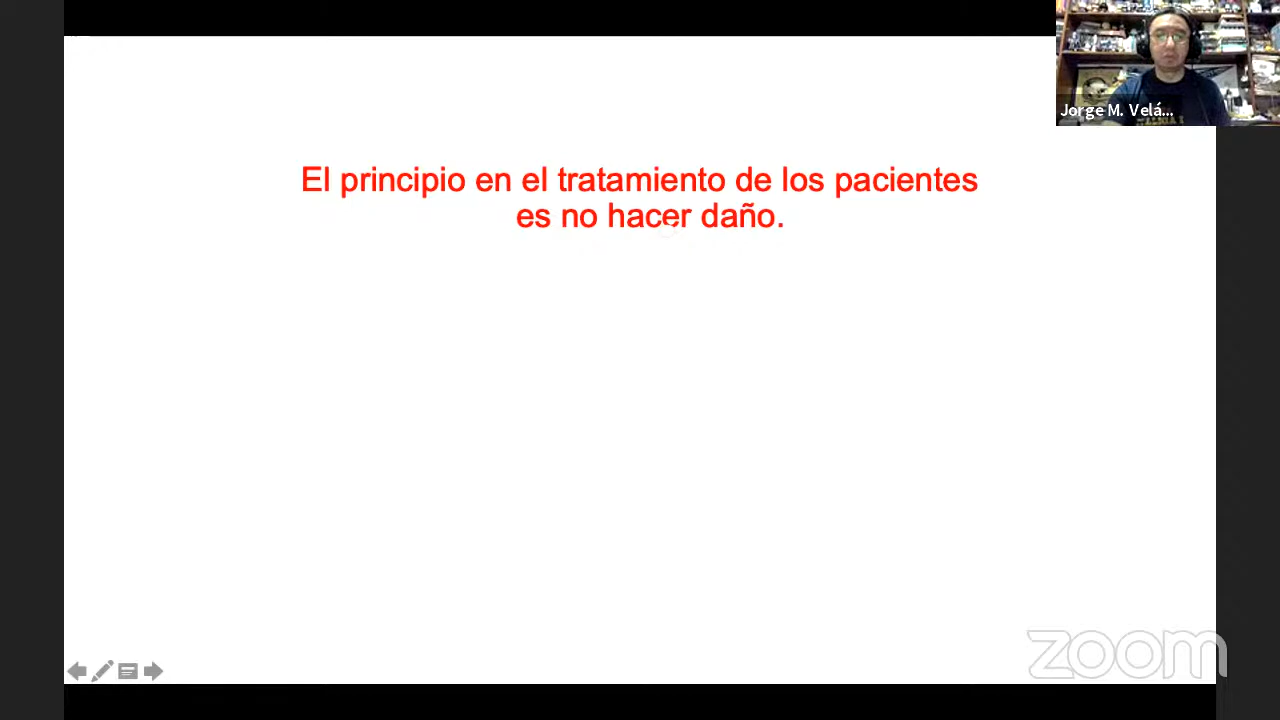 Jorge M. Velá...
El principio en el tratamiento de los pacientes
es no hacer daño.
zoom